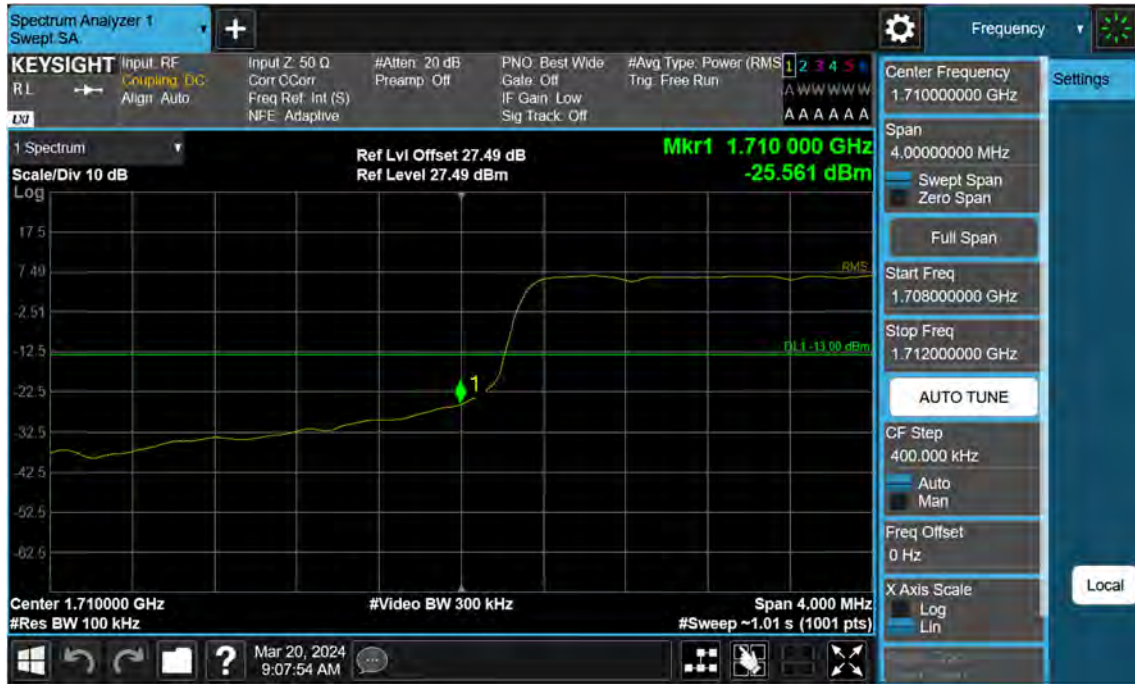 Spectrum Analyzer 1
Swept SA
Frequency
KEYSIGHT
RL
LXI
Input: RF
Coupling: DC
Align: Auto
Input Z: 50 Ω
Corr CCorr
Freq Ref: Int (S)
NFE: Adaptive
#Atten: 20 dB
Preamp: Off
PNO: Best Wide
Gate: Off
IF Gain: Low
Sig Track: Off
#Avg Type: Power (RMS
Trig: Free Run
1 2 3 4 5 6
A W W W W W
A A A A A A
1 Spectrum
Scale/Div 10 dB
Ref Lvl Offset 27.49 dB
Ref Level 27.49 dBm
Mkr1 1.710 000 GHz
-25.561 dBm
Log
17.5
7.49
-2.51
-12.5
-22.5
-32.5
-42.5
-52.5
-62.5
RMS
DL1 -13.00 dBm
1
Center 1.710000 GHz
#Res BW 100 kHz
#Video BW 300 kHz
Span 4.000 MHz
#Sweep ~1.01 s (1001 pts)
Mar 20, 2024
9:07:54 AM
Center Frequency
1.710000000 GHz
Span
4.00000000 MHz
Swept Span
Zero Span
Full Span
Start Freq
1.708000000 GHz
Stop Freq
1.712000000 GHz
AUTO TUNE
CF Step
400.000 kHz
Auto
Man
Freq Offset
0 Hz
X Axis Scale
Log
Lin
Settings
Local